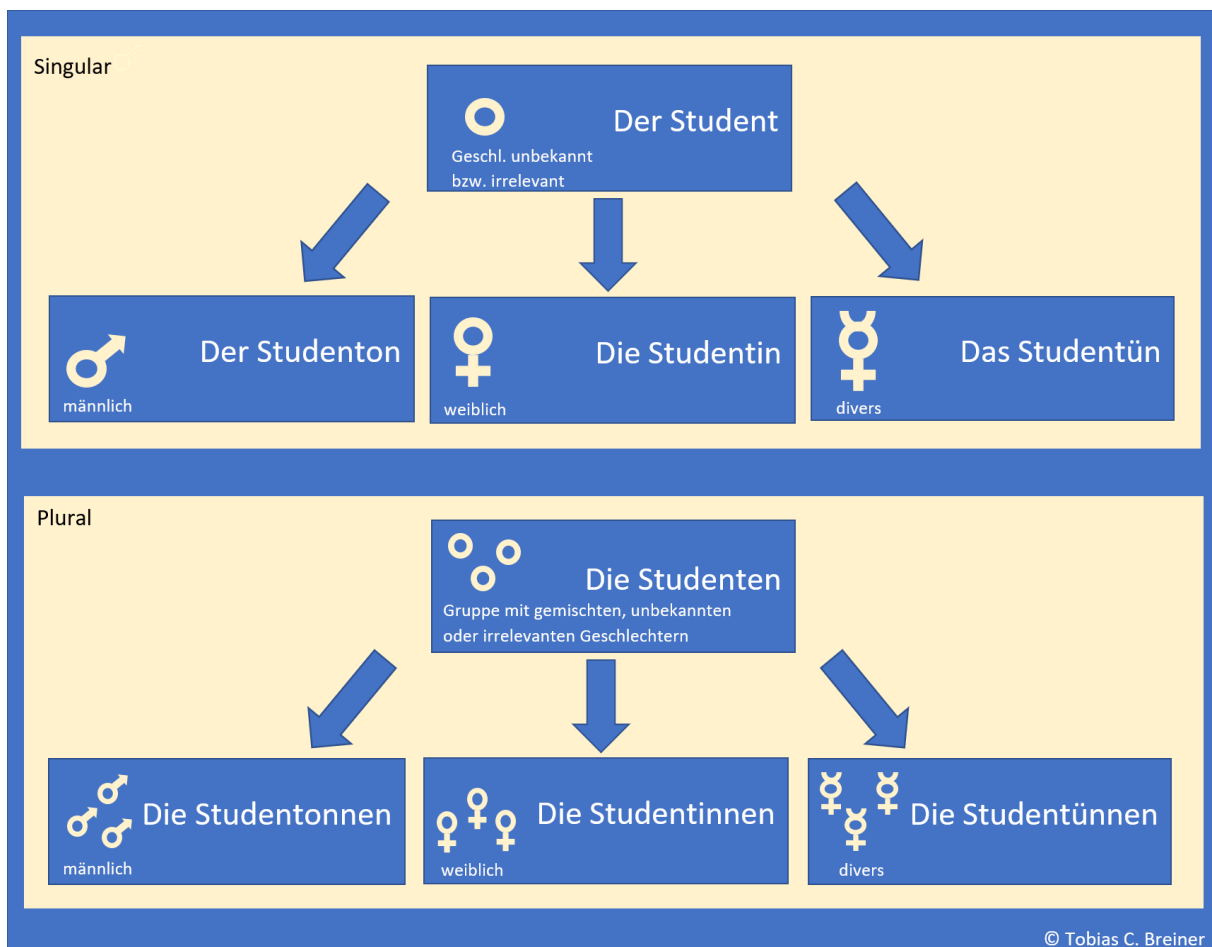 Singular
Der Student
Geschl. unbekannt
bzw. irrelevant
Der Studenton
männlich
Die Studentin
weiblich
Das Studentün
divers
Plural
Die Studenten
Gruppe mit gemischten, unbekannten
oder irrelevanten Geschlechtern
Die Studentonnen
männlich
Die Studentinnen
weiblich
Die Studentünnen
divers
© Tobias C. Breiner